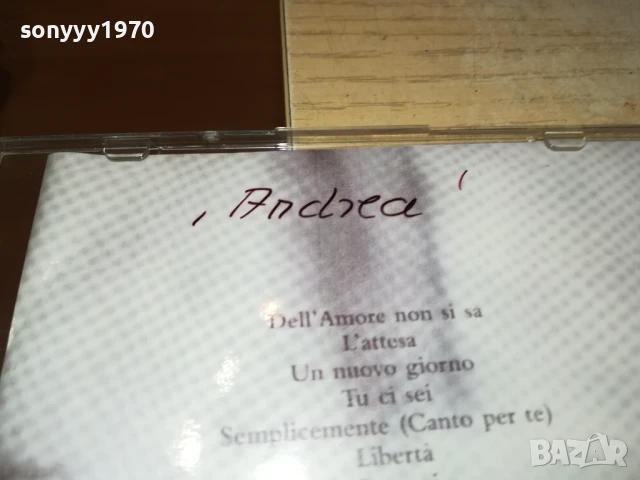 sonyyy1970
'Andrea'
Dell'Amore non si sa
L'attesa
Un nuovo giorno
Tu ci sei
Semplicemente (Canto per te)
Libertà
BAZAR